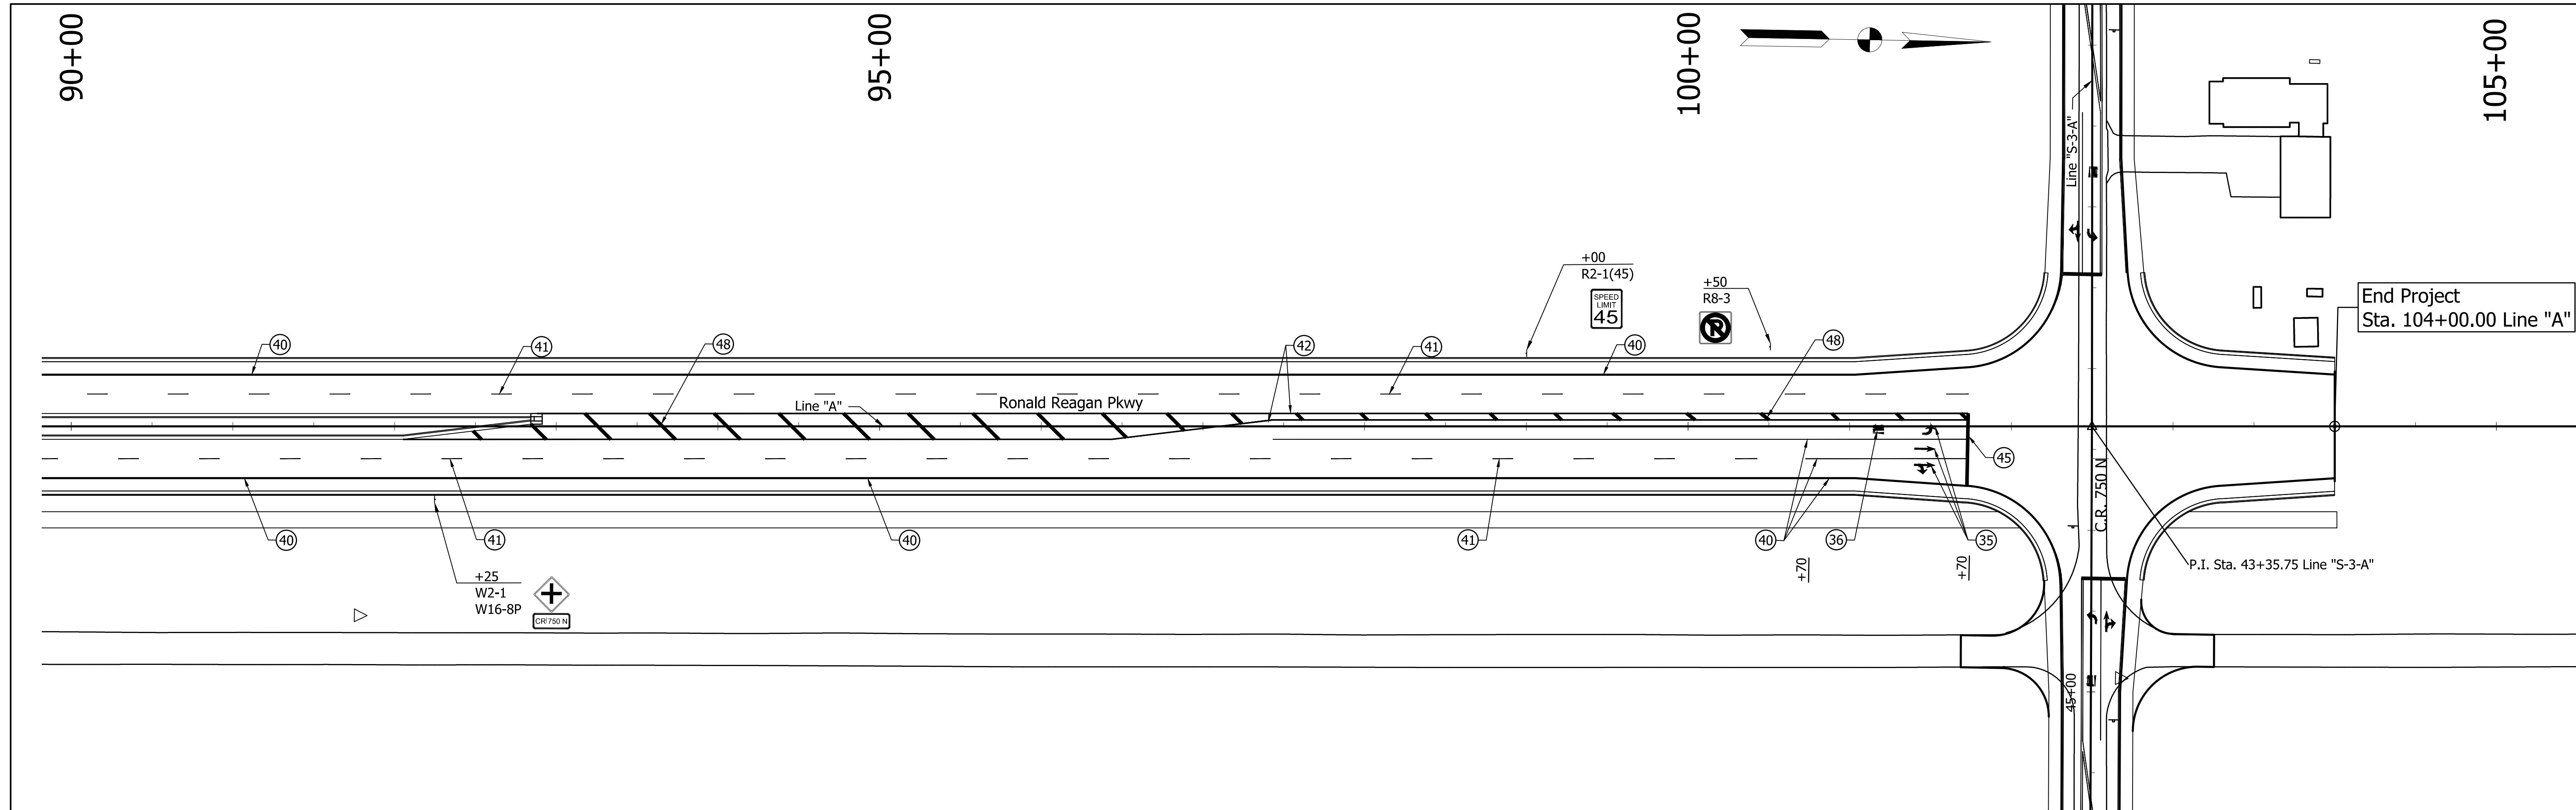 90+00
95+00
100+00
105+00
Line "S-3-A"
+00
R2-1(45)
SPEED
LIMIT
45
+50
R8-3
P
End Project
Sta. 104+00.00 Line "A"
40
41
48
42
41
40
48
Line "A"
Ronald Reagan Pkwy
45
C.R. 750 N
40
41
40
41
40
36
35
+70
+70
P.I. Sta. 43+35.75 Line "S-3-A"
+25
W2-1
W16-8P
CR 750 N
45+00